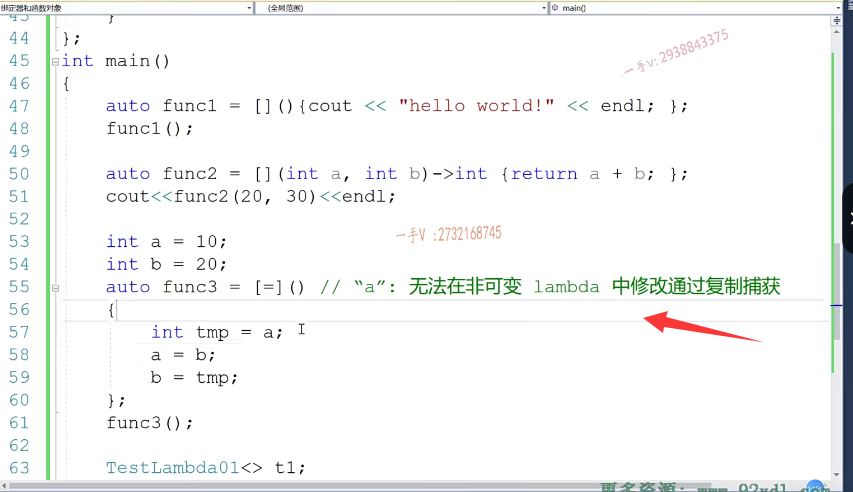 绑定器和函数对象 (全局范围) main()
43 }
44 };
45 int main()
46 {
47 auto func1 = [](){cout << "hello world!" << endl; };
48 func1();
49
50 auto func2 = [](int a, int b)->int {return a + b; };
51 cout<<func2(20, 30)<<endl;
52
53 int a = 10;
54 int b = 20;
55 auto func3 = [=]() // “a”: 无法在非可变 lambda 中修改通过复制捕获
56 {
57 int tmp = a;
58 a = b;
59 b = tmp;
60 };
61 func3();
62
63 TestLambda01<> t1;
一手v: 2938843375
一手V :2732168745
更多资源: